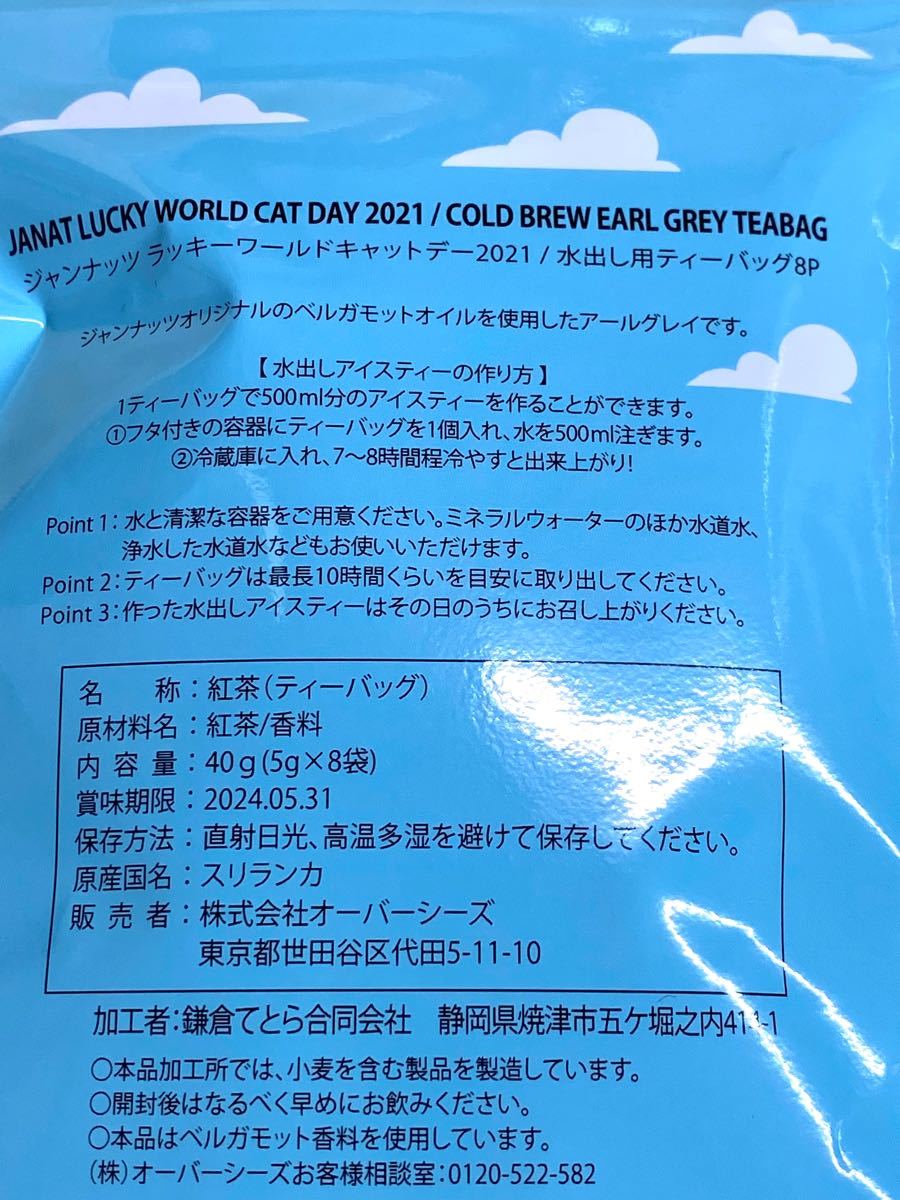 JANAT LUCKY WORLD CAT DAY 2021 / COLD BREW EARL GREY TEABAG
ジャンナッツ ラッキーワールドキャットデー2021 / 水出し用ティーバッグ8P
ジャンナッツオリジナルのベルガモットオイルを使用したアールグレイです。
【 水出しアイスティーの作り方 】
1ティーバッグで500ml分のアイスティーを作ることができます。
①フタ付きの容器にティーバッグを1個入れ、水を500ml注ぎます。
②冷蔵庫に入れ、7〜8時間程冷やすと出来上がり!
Point 1：水と清潔な容器をご用意ください。ミネラルウォーターのほか水道水、
浄水した水道水などもお使いいただけます。
Point 2：ティーバッグは最長10時間くらいを目安に取り出してください。
Point 3：作った水出しアイスティーはその日のうちにお召し上がりください。
名　　称：紅茶（ティーバッグ）
原材料名：紅茶/香料
内 容 量：40g (5g×8袋)
賞味期限：2024.05.31
保存方法：直射日光、高温多湿を避けて保存してください。
原産国名：スリランカ
販 売 者：株式会社オーバーシーズ
東京都世田谷区代田5-11-10
加工者：鎌倉てとら合同会社　静岡県焼津市五ケ堀之内414-1
○本品加工所では、小麦を含む製品を製造しています。
○開封後はなるべく早めにお飲みください。
○本品はベルガモット香料を使用しています。
（株）オーバーシーズお客様相談室：0120-522-582